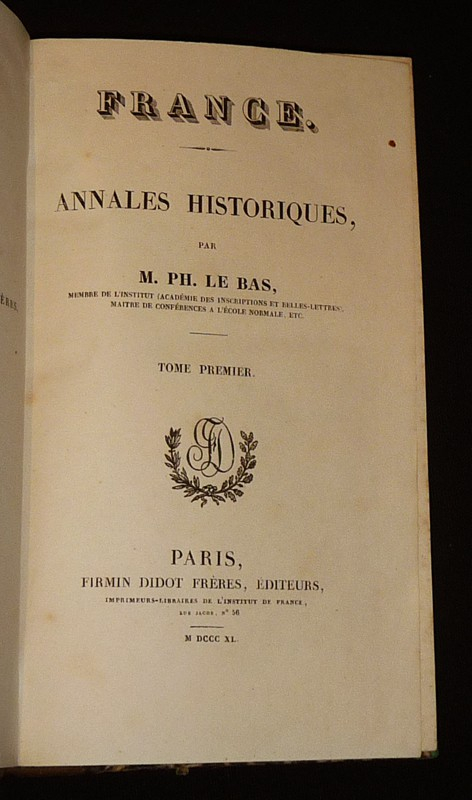 FRANCE.
ANNALES HISTORIQUES,
PAR
M. PH. LE BAS,
MEMBRE DE L'INSTITUT (ACADÉMIE DES INSCRIPTIONS ET BELLES-LETTRES),
MAITRE DE CONFÉRENCES A L'ÉCOLE NORMALE, ETC.
TOME PREMIER.
FD
PARIS,
FIRMIN DIDOT FRÈRES, ÉDITEURS,
IMPRIMEURS-LIBRAIRES DE L'INSTITUT DE FRANCE,
RUE JACOB, N° 56
M DCCC XL.